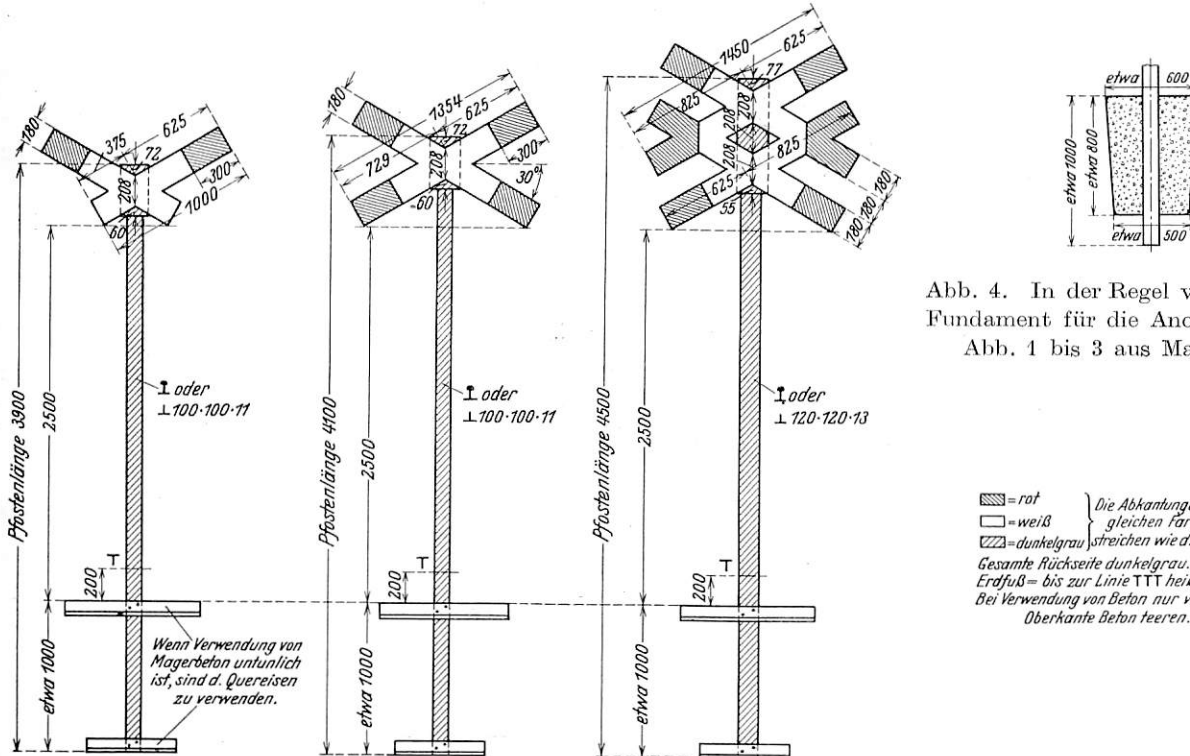 180
375
625
72
208
300
1000
60
Pfostenlänge 3900
2500
I oder
⊥ 100·100·11
T
200
etwa 1000
Wenn Verwendung von
Magerbeton untunlich
ist, sind d. Quereisen
zu verwenden.
180
1354
625
72
729
208
300
30°
60
Pfostenlänge 4100
2500
I oder
⊥ 100·100·11
T
200
etwa 1000
1450
625
77
825
208
208
208
825
625
55
180·180·180
Pfostenlänge 4500
2500
I oder
⊥ 120·120·13
T
200
etwa 1000
etwa 600
etwa 1000
etwa 800
etwa 500
Abb. 4. In der Regel v
Fundament für die
Abb. 1 bis 3 aus Ma
= rot
= weiß
= dunkelgrau
Die Abkantung
gleichen Far
streichen wie d
Gesamte Rückseite dunkelgrau.
Erdfuß = bis zur Linie TTT hei
Bei Verwendung von Beton nur v
Oberkante Beton teeren.